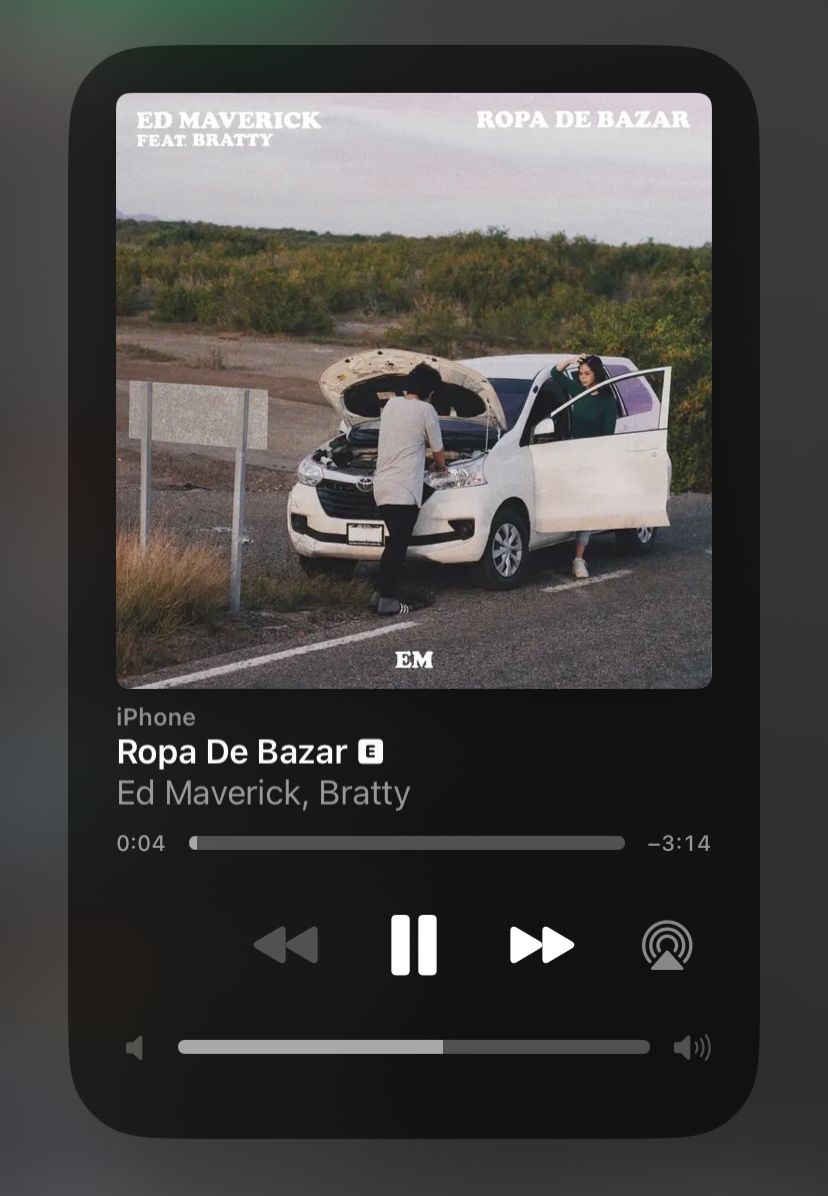 ED MAVERICK
FEAT. BRATTY
ROPA DE BAZAR
EM
iPhone
Ropa De Bazar E
Ed Maverick, Bratty
0:04
−3:14